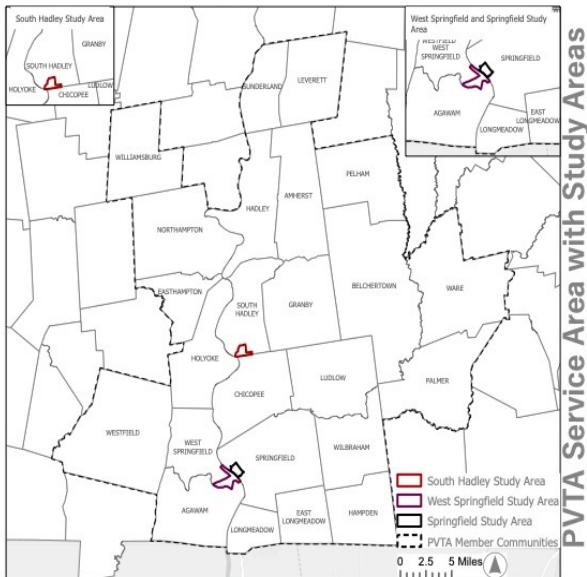 South Hadley Study Area
GRANBY
SOUTH HADLEY
LUDLOW
HOLYOKE
CHICOPEE
West Springfield and Springfield Study
Area
WESTFIELD
WEST
SPRINGFIELD
SPRINGFIELD
AGAWAM
EAST
LONGMEADOW
LONGMEADOW
PVTA Service Area with Study Areas
SUNDERLAND
LEVERETT
WILLIAMSBURG
PELHAM
HADLEY
AMHERST
NORTHAMPTON
EASTHAMPTON
SOUTH
HADLEY
GRANBY
BELCHERTOWN
WARE
HOLYOKE
CHICOPEE
LUDLOW
PALMER
WESTFIELD
WEST
SPRINGFIELD
SPRINGFIELD
WILBRAHAM
AGAWAM
LONGMEADOW
EAST
LONGMEADOW
HAMPDEN
South Hadley Study Area
West Springfield Study Area
Springfield Study Area
PVTA Member Communities
0 2.5 5 Miles